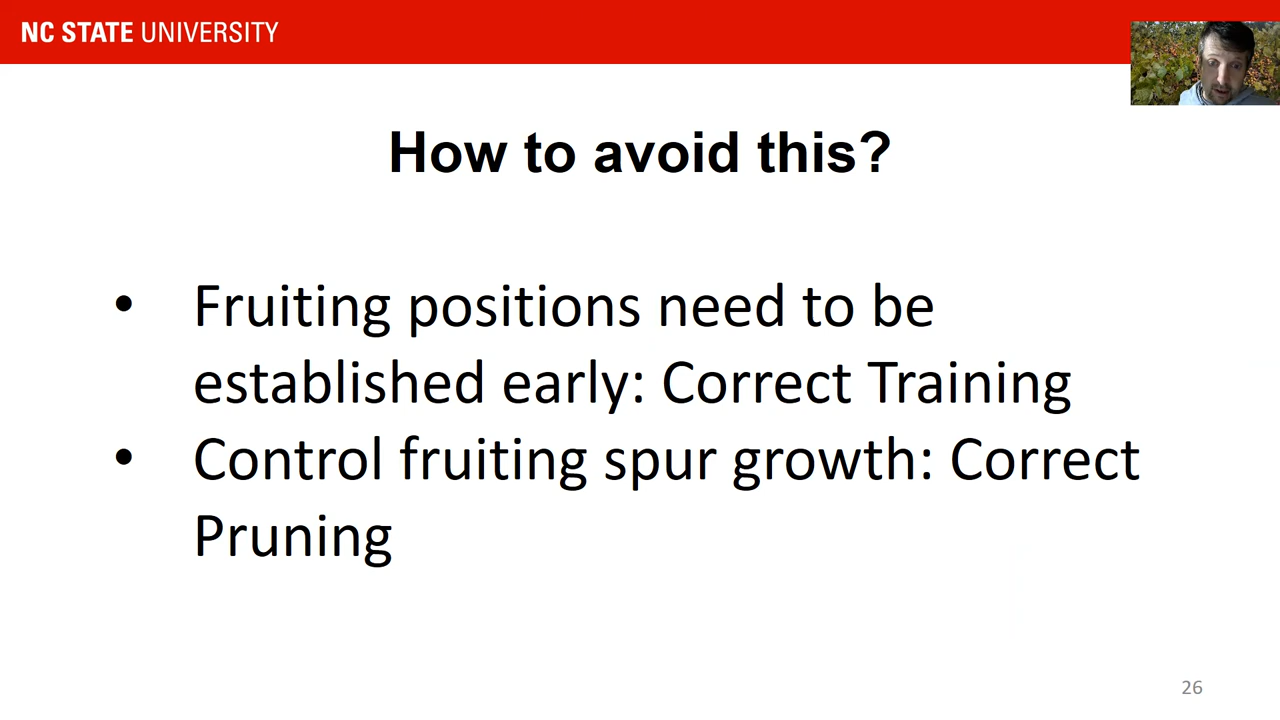 NC STATE UNIVERSITY
How to avoid this?
• Fruiting positions need to be
established early: Correct Training
• Control fruiting spur growth: Correct
Pruning
26